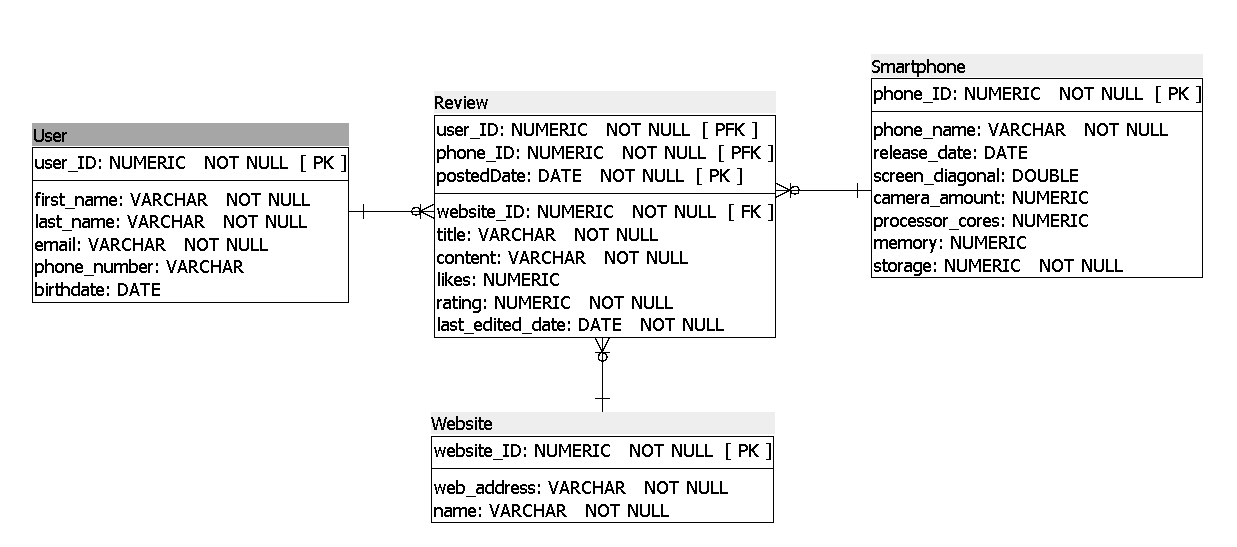 User
user_ID: NUMERIC NOT NULL [ PK ]
first_name: VARCHAR NOT NULL
last_name: VARCHAR NOT NULL
email: VARCHAR NOT NULL
phone_number: VARCHAR
birthdate: DATE
Review
user_ID: NUMERIC NOT NULL [ PFK ]
phone_ID: NUMERIC NOT NULL [ PFK ]
postedDate: DATE NOT NULL [ PK ]
website_ID: NUMERIC NOT NULL [ FK ]
title: VARCHAR NOT NULL
content: VARCHAR NOT NULL
likes: NUMERIC
rating: NUMERIC NOT NULL
last_edited_date: DATE NOT NULL
Smartphone
phone_ID: NUMERIC NOT NULL [ PK ]
phone_name: VARCHAR NOT NULL
release_date: DATE
screen_diagonal: DOUBLE
camera_amount: NUMERIC
processor_cores: NUMERIC
memory: NUMERIC
storage: NUMERIC NOT NULL
Website
website_ID: NUMERIC NOT NULL [ PK ]
web_address: VARCHAR NOT NULL
name: VARCHAR NOT NULL